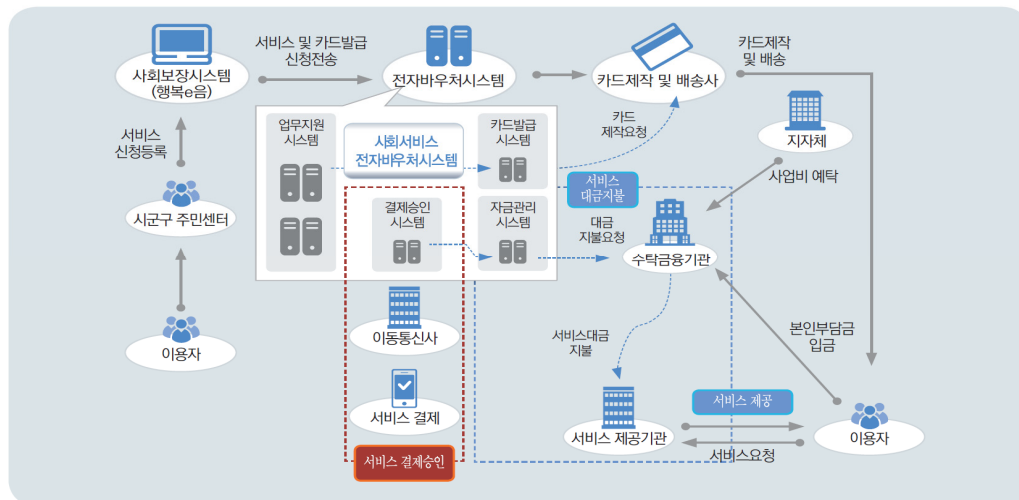 서비스 및 카드발급
신청전송
카드제작
및 배송
사회보장시스템
(행복e음)
전자바우처시스템
카드제작 및 배송사
업무지원
시스템
사회서비스
전자바우처시스템
카드발급
시스템
카드
제작요청
지자체
서비스
신청등록
서비스
대금지불
사업비 예탁
시군구 주민센터
결제승인
시스템
자금관리
시스템
대금
지불요청
수탁금융기관
이동통신사
이용자
서비스대금
지불
본인부담금
입금
서비스 결제
서비스 제공
서비스 제공기관
이용자
서비스요청
서비스 결제승인